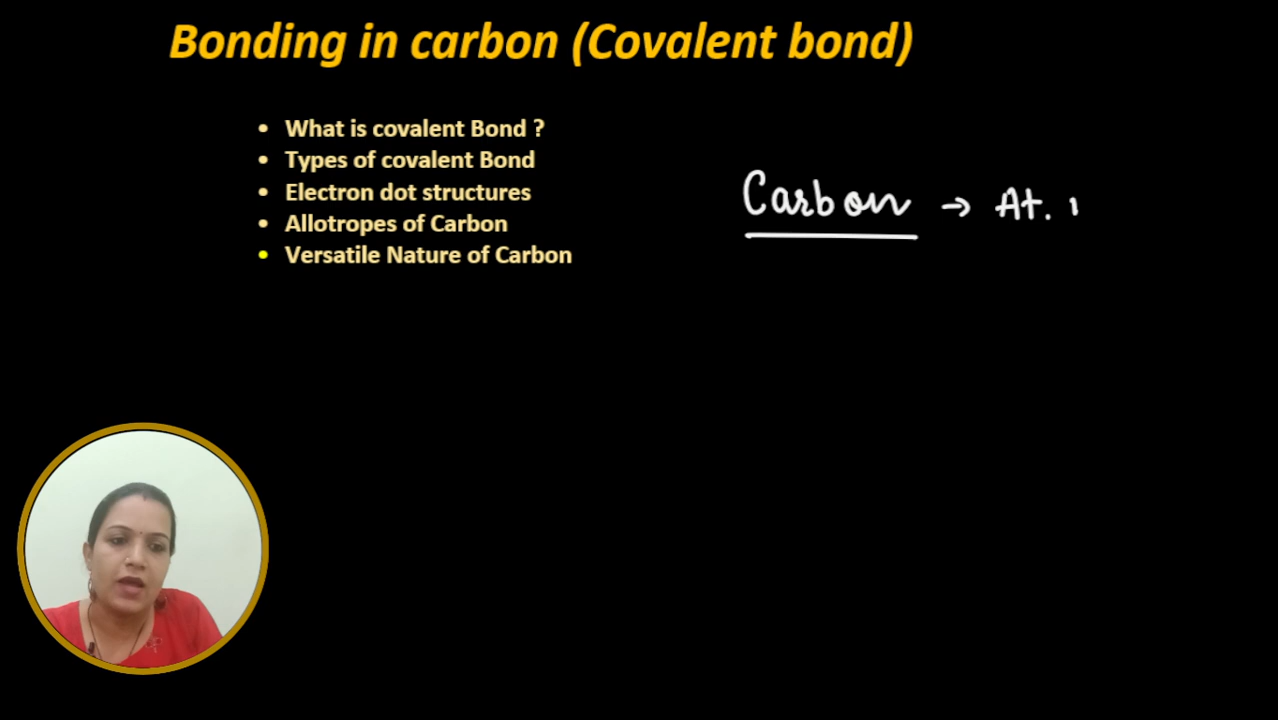 Bonding in carbon (Covalent bond)
• What is covalent Bond ?
• Types of covalent Bond
• Electron dot structures
• Allotropes of Carbon
• Versatile Nature of Carbon
Carbon → At.